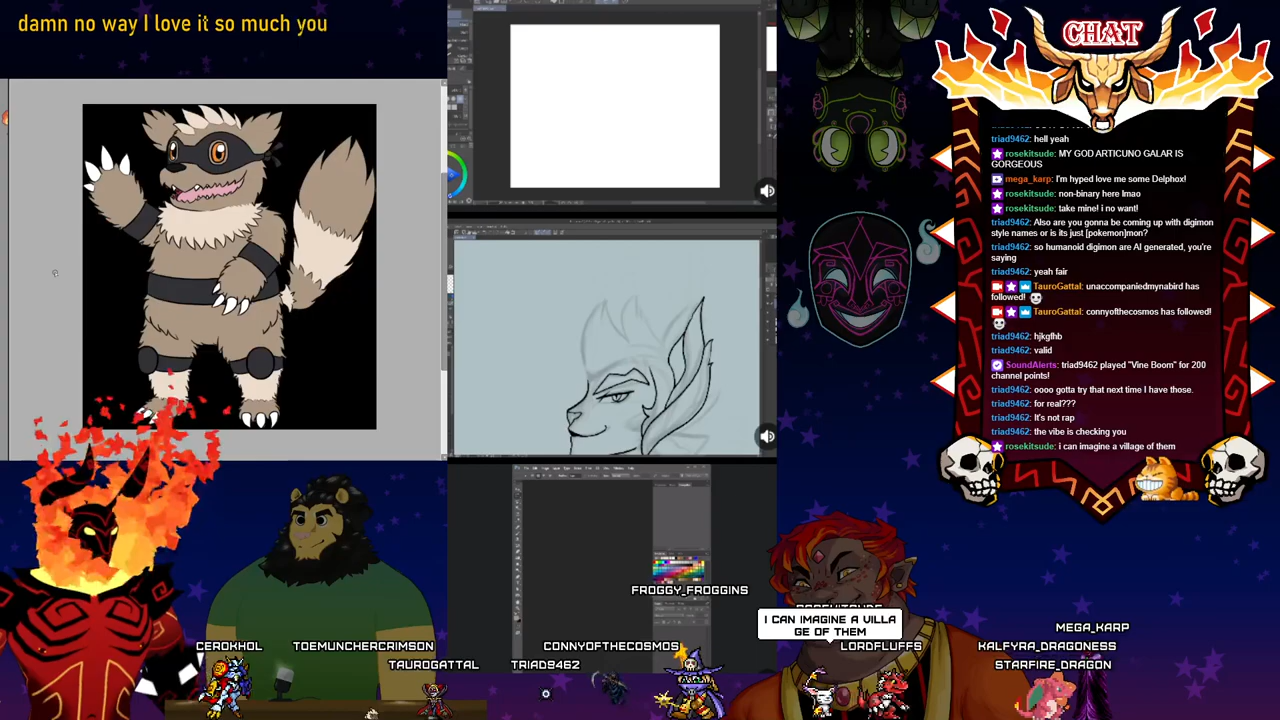 damn no way I love it so much you
CHAT
triad9462: hell yeah
rosekitsude: MY GOD ARTICUNO GALAR IS
GORGEOUS
mega_karp: I'm hyped love me some Delphox!
rosekitsude: non-binary here lmao
rosekitsude: take mine! i no want!
triad9462: Also are you gonna be coming up with digimon
style names or is its just [pokemon]mon?
triad9462: so humanoid digimon are AI generated, you're
saying
triad9462: yeah fair
TauroGattal: unaccompaniedmynabird has
followed!
TauroGattal: connyofthecosmos has followed!
triad9462: hjkgfhb
triad9462: valid
SoundAlerts: triad9462 played "Vine Boom" for 200
channel points!
triad9462: oooo gotta try that next time I have those.
triad9462: for real???
triad9462: It's not rap
triad9462: the vibe is checking you
rosekitsude: i can imagine a village of them
FROGGY_FROGGINS
I CAN IMAGINE A VILLA
GE OF THEM
MEGA_KARP
CEROKHOL
TOEMUNCHERCRIMSON
CONNYOFTHECOSMOS
LORDFLUFFS
KALFYRA_DRAGONESS
TAUROGATTAL
TRIAD9462
STARFIRE_DRAGON